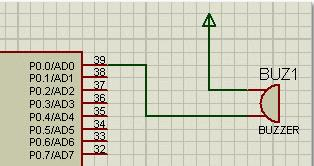 P0.0/AD0 39
P0.1/AD1 38
P0.2/AD2 37
P0.3/AD3 36
P0.4/AD4 35
P0.5/AD5 34
P0.6/AD6 33
P0.7/AD7 32
BUZ1
BUZZER